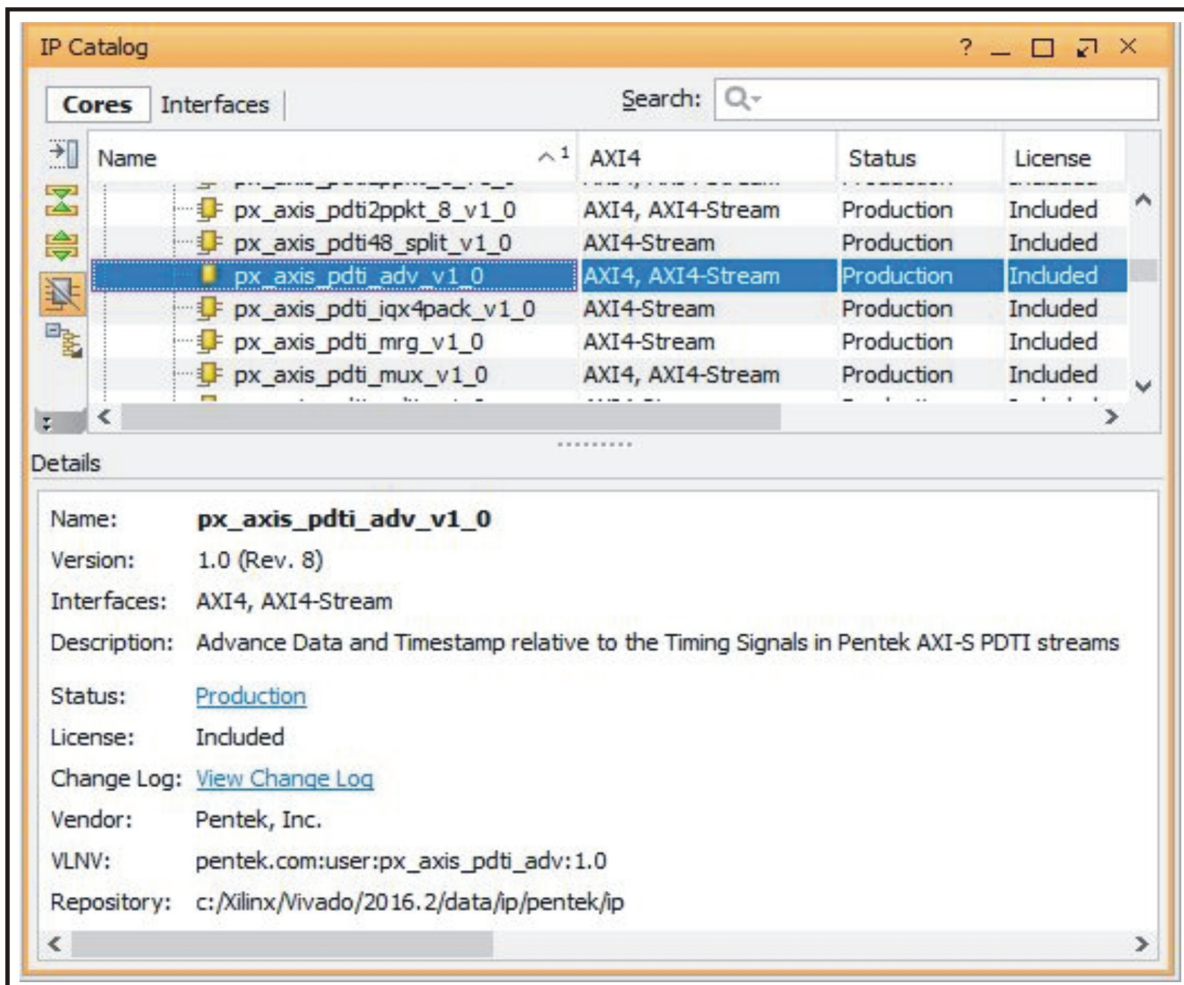 IP Catalog
Cores Interfaces Search:
Name 1 AXI4 Status License
px_axis_pdti2ppkt_8_v1_0 AXI4, AXI4-Stream Production Included
px_axis_pdti48_split_v1_0 AXI4-Stream Production Included
px_axis_pdti_adv_v1_0 AXI4, AXI4-Stream Production Included
px_axis_pdti_iqx4pack_v1_0 AXI4-Stream Production Included
px_axis_pdti_mrg_v1_0 AXI4-Stream Production Included
px_axis_pdti_mux_v1_0 AXI4, AXI4-Stream Production Included
Details
Name: px_axis_pdti_adv_v1_0
Version: 1.0 (Rev. 8)
Interfaces: AXI4, AXI4-Stream
Description: Advance Data and Timestamp relative to the Timing Signals in Pentek AXI-S PDTI streams
Status: Production
License: Included
Change Log: View Change Log
Vendor: Pentek, Inc.
VLNV: pentek.com:user:px_axis_pdti_adv:1.0
Repository: c:/Xilinx/Vivado/2016.2/data/ip/pentek/ip